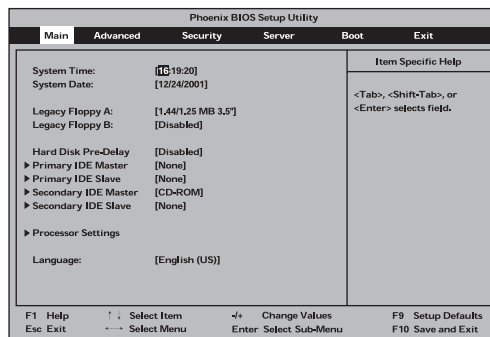 Phoenix BIOS Setup Utility
Main Advanced Security Server Boot Exit
Item Specific Help
System Time: [16:19:20]
System Date: [12/24/2001]
<Tab>, <Shift-Tab>, or
<Enter> selects field.
Legacy Floppy A: [1.44/1.25 MB 3.5"]
Legacy Floppy B: [Disabled]
Hard Disk Pre-Delay [Disabled]
▶ Primary IDE Master [None]
▶ Primary IDE Slave [None]
▶ Secondary IDE Master [CD-ROM]
▶ Secondary IDE Slave [None]
▶ Processor Settings
Language: [English (US)]
F1 Help ↑↓ Select Item -/+ Change Values F9 Setup Defaults
Esc Exit ←→ Select Menu Enter Select Sub-Menu F10 Save and Exit